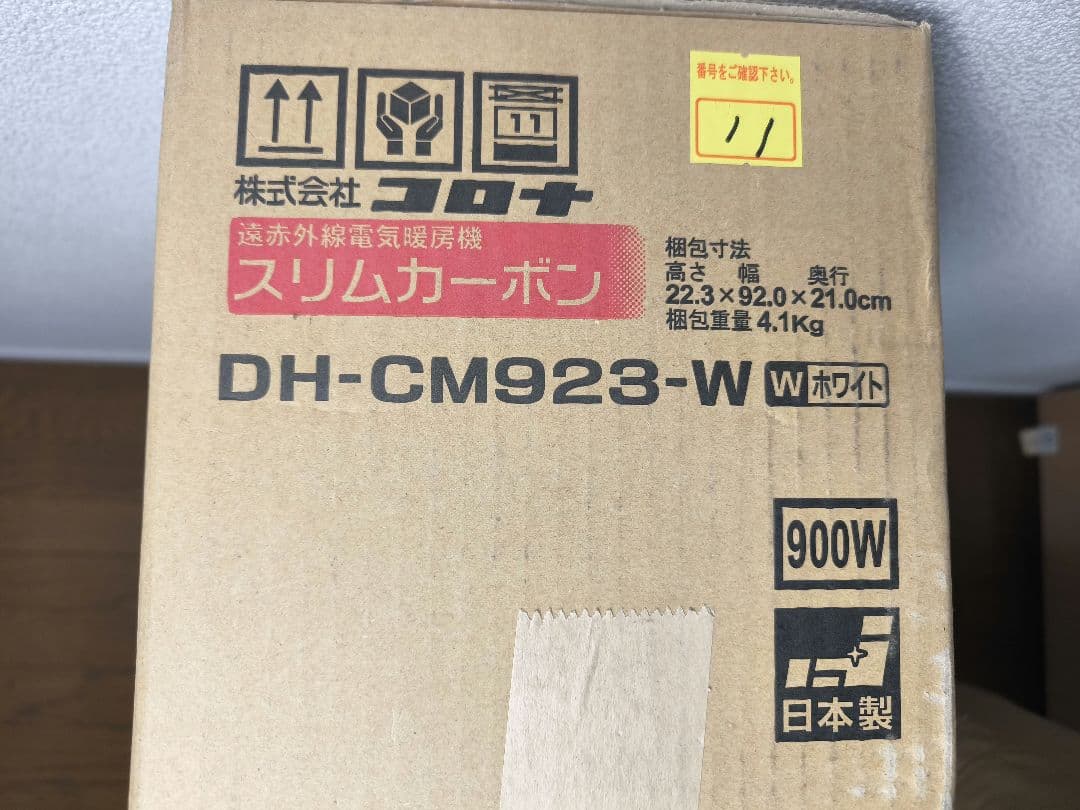 番号をご確認下さい。
11
11
株式会社 コロナ
遠赤外線電気暖房機
スリムカーボン
梱包寸法
高さ 幅 奥行
22.3×92.0×21.0cm
梱包重量 4.1Kg
DH-CM923-W W ホワイト
900W
日本製